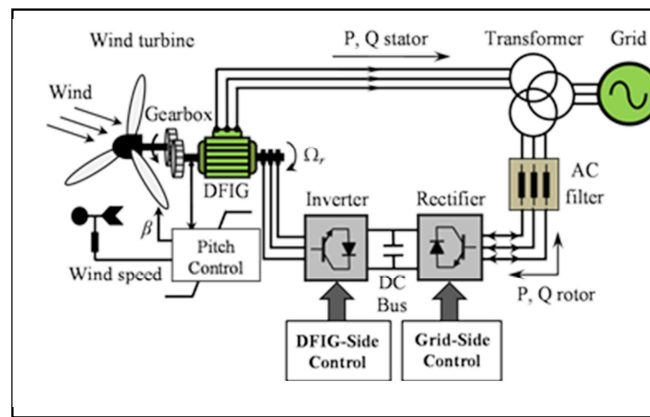 P, Q stator
Transformer
Grid
Wind turbine
Wind
Gearbox
Ωr
DFIG
Inverter
Rectifier
AC
filter
β
Pitch
Control
Wind speed
DC
Bus
P, Q rotor
DFIG-Side
Control
Grid-Side
Control